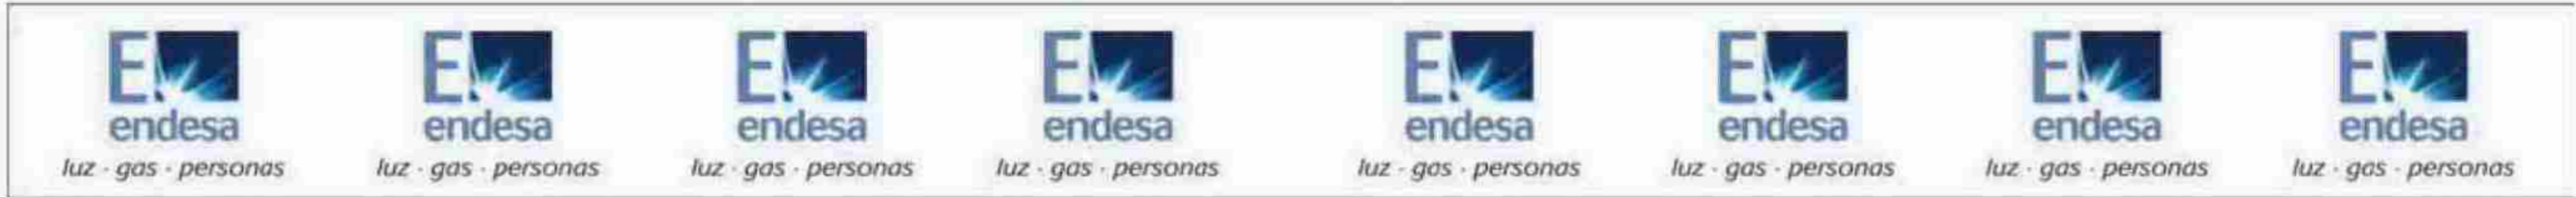 E E E E E E E E
endesa endesa endesa endesa endesa endesa endesa endesa
luz · gas · personas luz · gas · personas luz · gas · personas luz · gas · personas luz · gas · personas luz · gas · personas luz · gas · personas luz · gas · personas